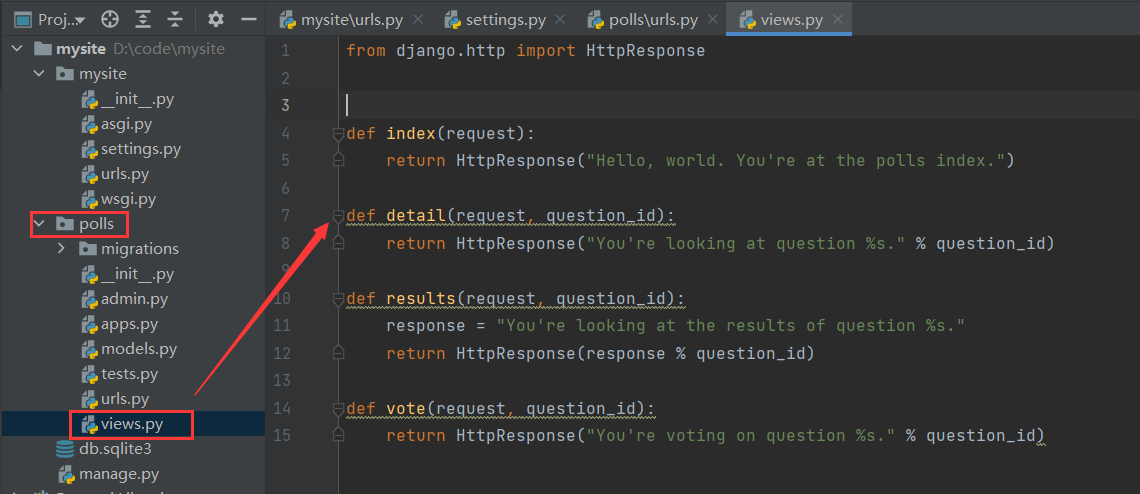 Proj...
mysite\urls.py
settings.py
polls\urls.py
views.py
mysite D:\code\mysite
mysite
__init__.py
asgi.py
settings.py
urls.py
wsgi.py
polls
migrations
__init__.py
admin.py
apps.py
models.py
tests.py
urls.py
views.py
db.sqlite3
manage.py
1 from django.http import HttpResponse
2
3
4 def index(request):
5     return HttpResponse("Hello, world. You're at the polls index.")
6
7 def detail(request, question_id):
8     return HttpResponse("You're looking at question %s." % question_id)
9
10 def results(request, question_id):
11     response = "You're looking at the results of question %s."
12     return HttpResponse(response % question_id)
13
14 def vote(request, question_id):
15     return HttpResponse("You're voting on question %s." % question_id)